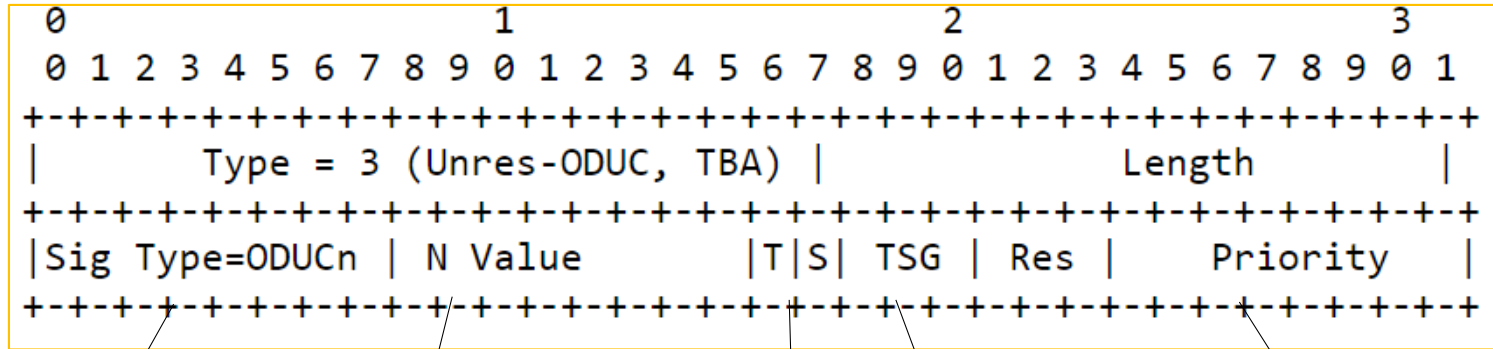 0                   1                   2                   3
0 1 2 3 4 5 6 7 8 9 0 1 2 3 4 5 6 7 8 9 0 1 2 3 4 5 6 7 8 9 0 1
+-+-+-+-+-+-+-+-+-+-+-+-+-+-+-+-+-+-+-+-+-+-+-+-+-+-+-+-+-+-+-+-+
|       Type = 3 (Unres-ODUC, TBA) |             Length        |
+-+-+-+-+-+-+-+-+-+-+-+-+-+-+-+-+-+-+-+-+-+-+-+-+-+-+-+-+-+-+-+-+
|Sig Type=ODUCn | N Value       |T|S| TSG | Res |    Priority   |
+-+-+-+-+-+-+-+-+-+-+-+-+-+-+-+-+-+-+-+-+-+-+-+-+-+-+-+-+-+-+-+-+